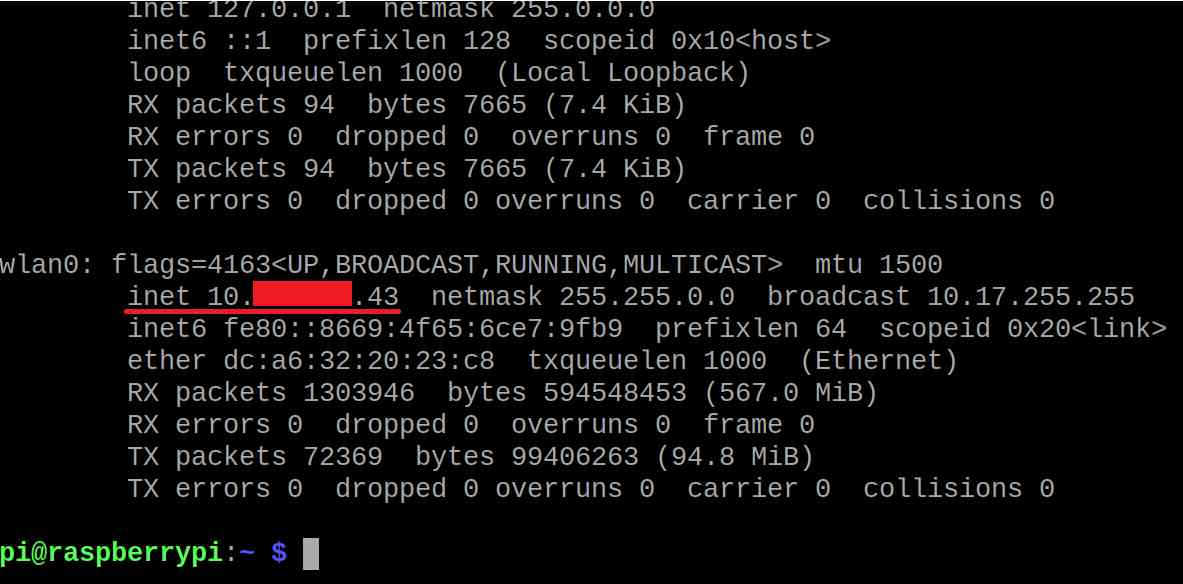 inet 127.0.0.1 netmask 255.0.0.0
inet6 ::1 prefixlen 128 scopeid 0x10<host>
loop txqueuelen 1000 (Local Loopback)
RX packets 94 bytes 7665 (7.4 KiB)
RX errors 0 dropped 0 overruns 0 frame 0
TX packets 94 bytes 7665 (7.4 KiB)
TX errors 0 dropped 0 overruns 0 carrier 0 collisions 0
wlan0: flags=4163<UP,BROADCAST,RUNNING,MULTICAST> mtu 1500
inet 10. .43 netmask 255.255.0.0 broadcast 10.17.255.255
inet6 fe80::8669:4f65:6ce7:9fb9 prefixlen 64 scopeid 0x20<link>
ether dc:a6:32:20:23:c8 txqueuelen 1000 (Ethernet)
RX packets 1303946 bytes 594548453 (567.0 MiB)
RX errors 0 dropped 0 overruns 0 frame 0
TX packets 72369 bytes 99406263 (94.8 MiB)
TX errors 0 dropped 0 overruns 0 carrier 0 collisions 0
pi@raspberrypi:~ $